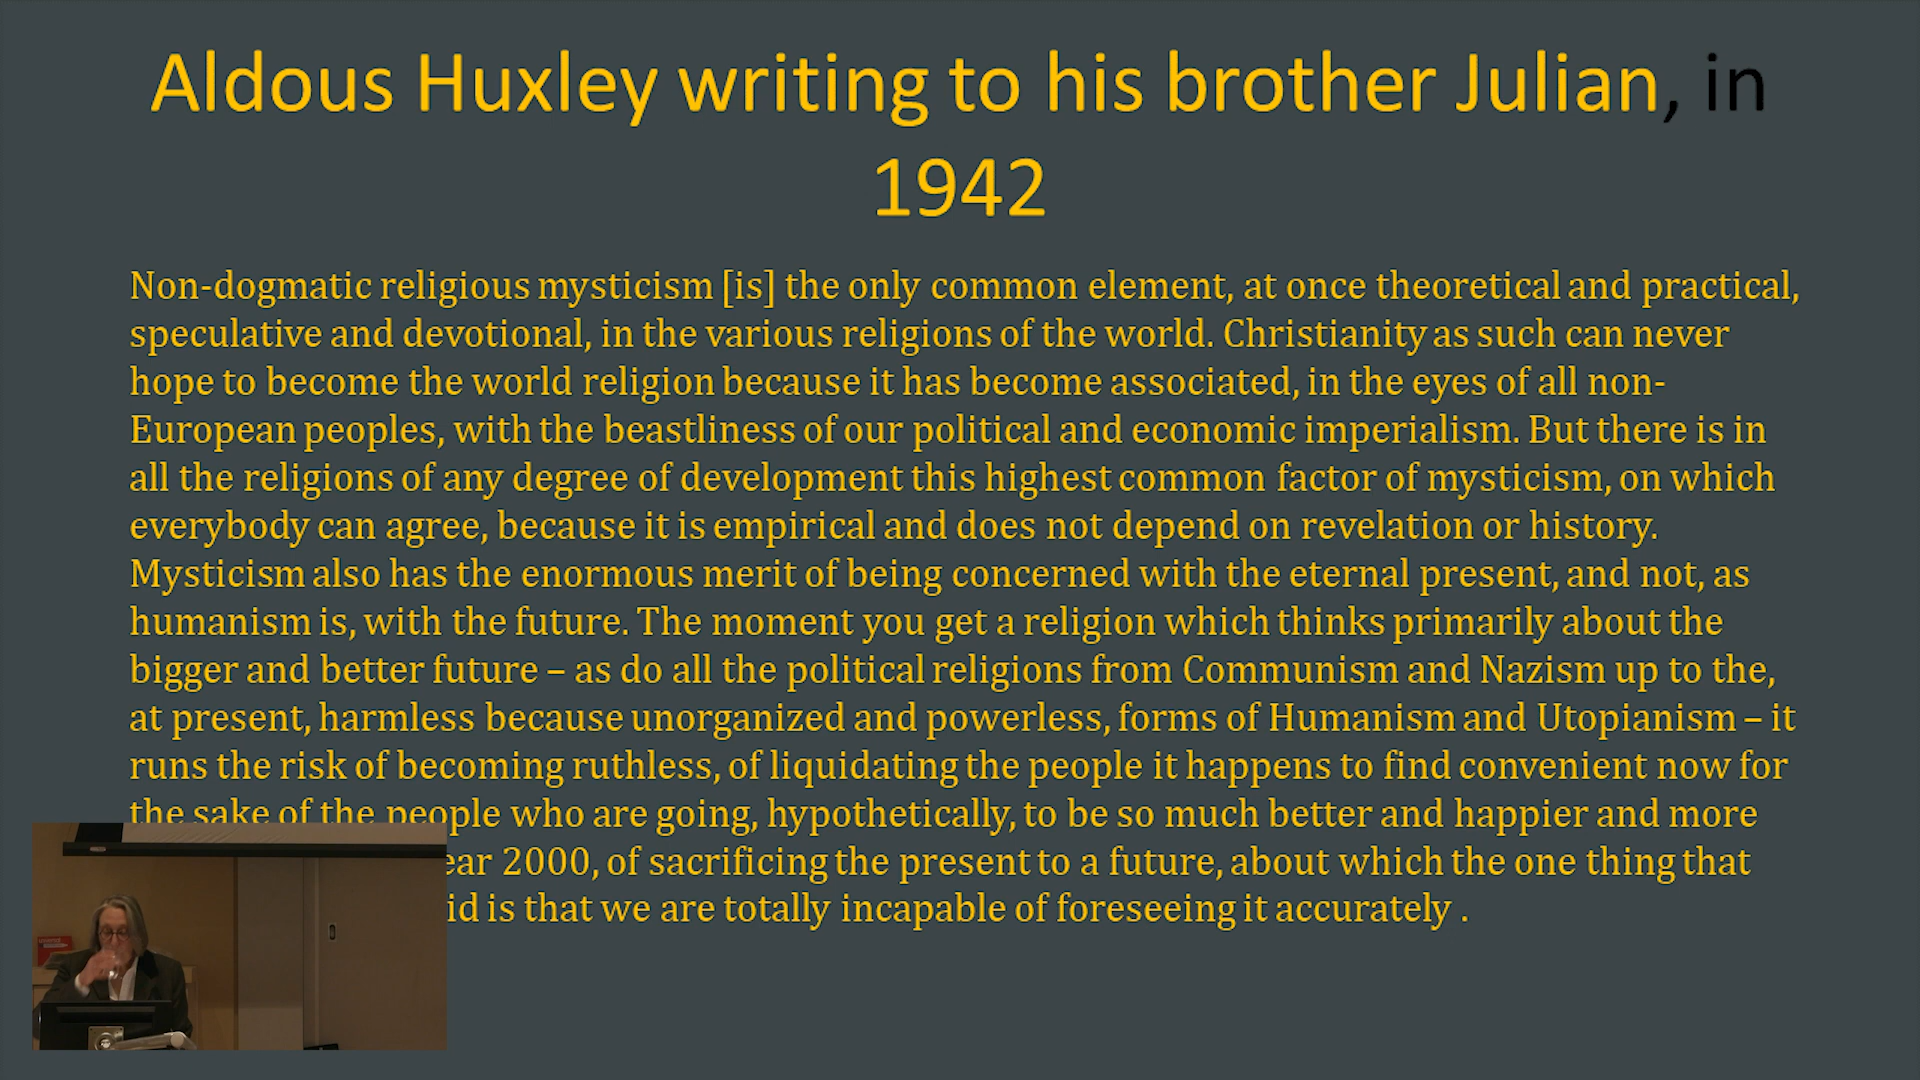 Aldous Huxley writing to his brother Julian, in
1942
Non-dogmatic religious mysticism [is] the only common element, at once theoretical and practical,
speculative and devotional, in the various religions of the world. Christianity as such can never
hope to become the world religion because it has become associated, in the eyes of all non-
European peoples, with the beastliness of our political and economic imperialism. But there is in
all the religions of any degree of development this highest common factor of mysticism, on which
everybody can agree, because it is empirical and does not depend on revelation or history.
Mysticism also has the enormous merit of being concerned with the eternal present, and not, as
humanism is, with the future. The moment you get a religion which thinks primarily about the
bigger and better future – as do all the political religions from Communism and Nazism up to the,
at present, harmless because unorganized and powerless, forms of Humanism and Utopianism – it
runs the risk of becoming ruthless, of liquidating the people it happens to find convenient now for
the sake of the people who are going, hypothetically, to be so much better and happier and more
2000, of sacrificing the present to a future, about which the one thing that
is that we are totally incapable of foreseeing it accurately .